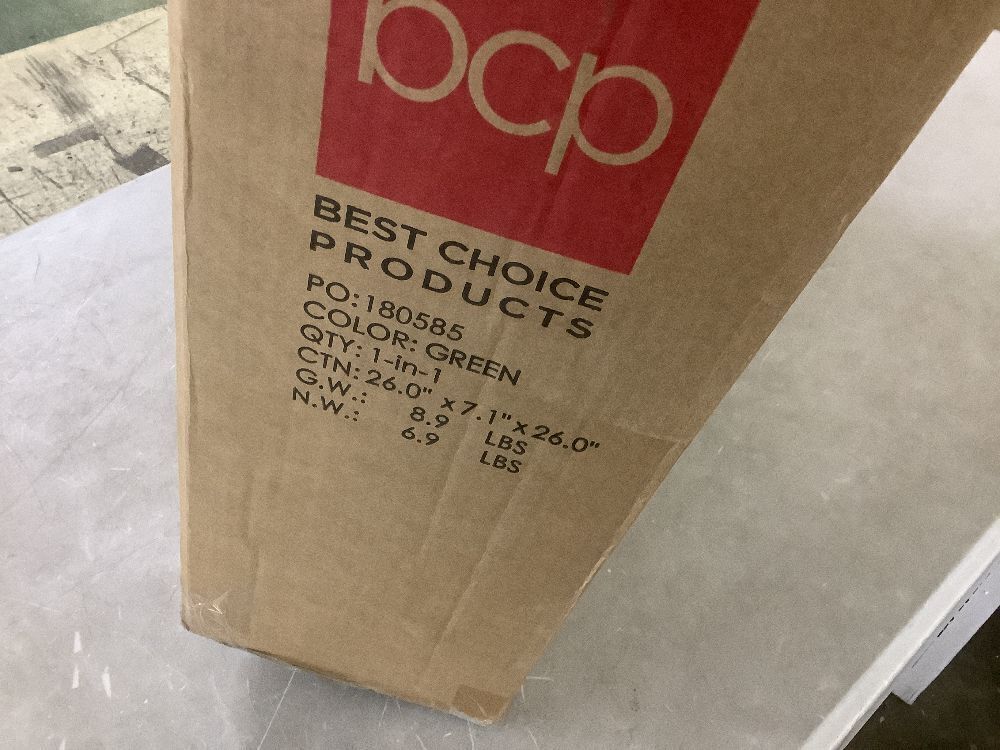 bcp
BEST CHOICE
PRODUCTS
PO: 180585
COLOR: GREEN
QTY: 1-in-1
CTN: 26.0" x 7.1" x 26.0"
G.W.: 8.9 LBS
N.W.: 6.9 LBS